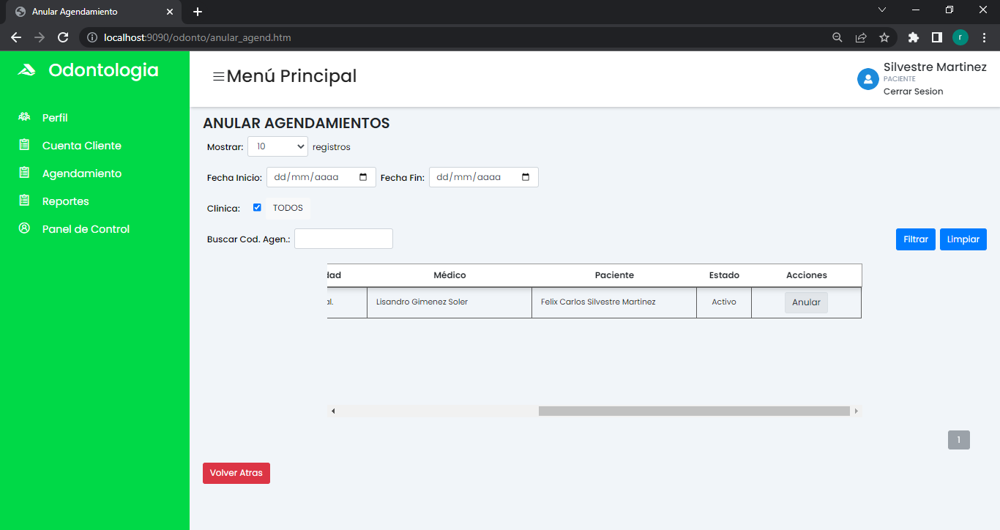 Anular Agendamiento
localhost:9090/odonto/anular_agend.htm
r
Odontologia
Menú Principal
Silvestre Martinez
PACIENTE
Cerrar Sesion
Perfil
Cuenta Cliente
Agendamiento
Reportes
Panel de Control
ANULAR AGENDAMIENTOS
Mostrar: 10 registros
Fecha Inicio: dd/mm/aaaa Fecha Fin: dd/mm/aaaa
Clinica: TODOS
Buscar Cod. Agen.: Filtrar Limpiar
dad Médico Paciente Estado Acciones
al. Lisandro Gimenez Soler Felix Carlos Silvestre Martinez Activo Anular
1
Volver Atras